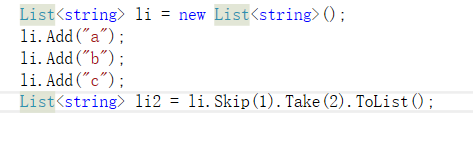 List<string> li = new List<string>();
li.Add("a");
li.Add("b");
li.Add("c");
List<string> li2 = li.Skip(1).Take(2).ToList();